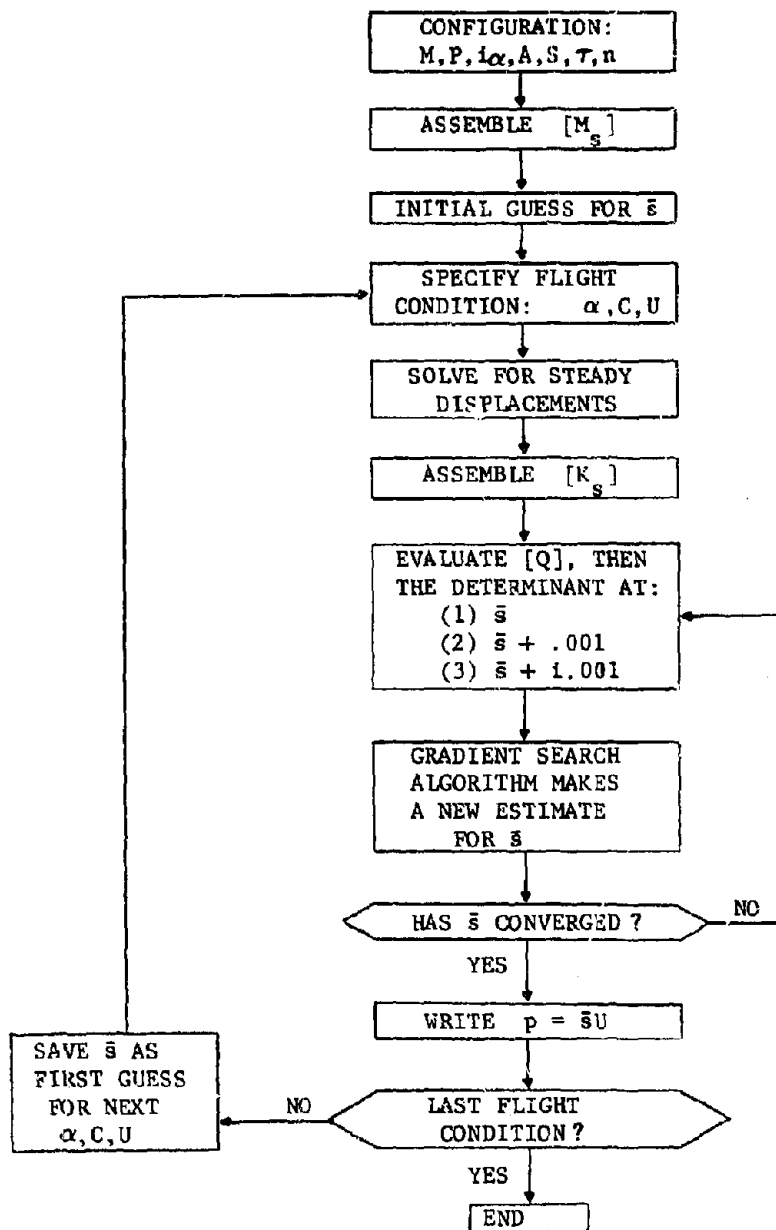 CONFIGURATION:
M,P,iα,A,S,τ,n
ASSEMBLE [M_s]
INITIAL GUESS FOR s̄
SPECIFY FLIGHT
CONDITION: α,C,U
SOLVE FOR STEADY
DISPLACEMENTS
ASSEMBLE [K_s]
EVALUATE [Q], THEN
THE DETERMINANT AT:
(1) s̄
(2) s̄ + .001
(3) s̄ + i.001
GRADIENT SEARCH
ALGORITHM MAKES
A NEW ESTIMATE
FOR s̄
HAS s̄ CONVERGED?
NO
YES
WRITE p = s̄U
SAVE s̄ AS
FIRST GUESS
FOR NEXT
α,C,U
NO
LAST FLIGHT
CONDITION?
YES
END